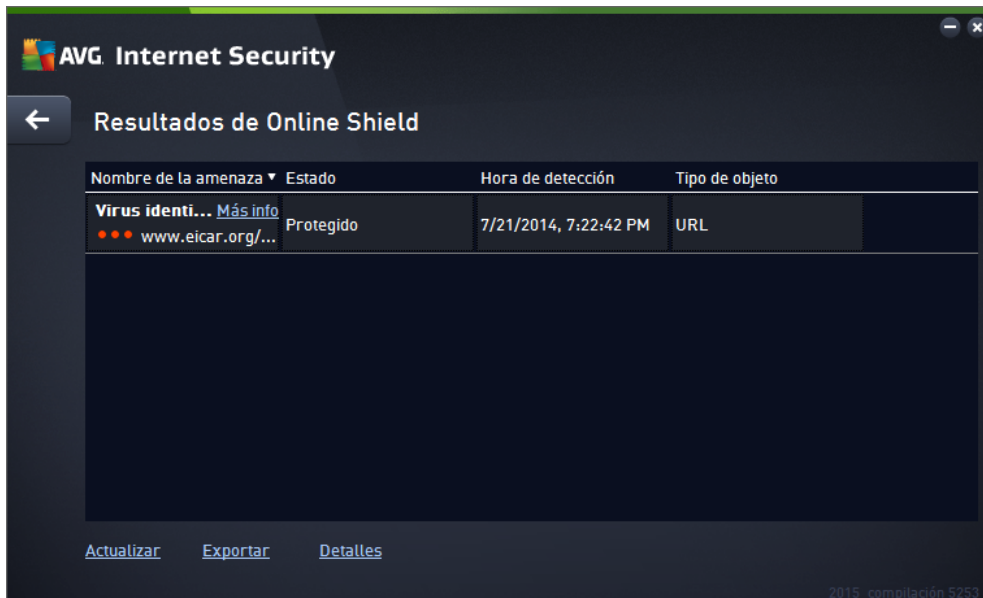 AVG. Internet Security
Resultados de Online Shield
Nombre de la amenaza ▼ Estado Hora de detección Tipo de objeto
Virus identi... Más info
www.eicar.org/... Protegido 7/21/2014, 7:22:42 PM URL
Actualizar Exportar Detalles
2015 compilación 5253